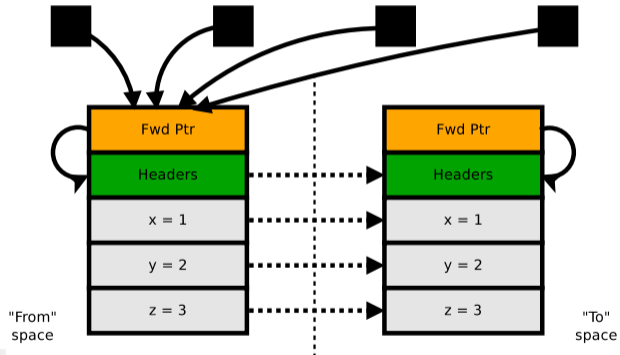 Fwd Ptr
Headers
x = 1
y = 2
z = 3
"From"
space
Fwd Ptr
Headers
x = 1
y = 2
z = 3
"To"
space